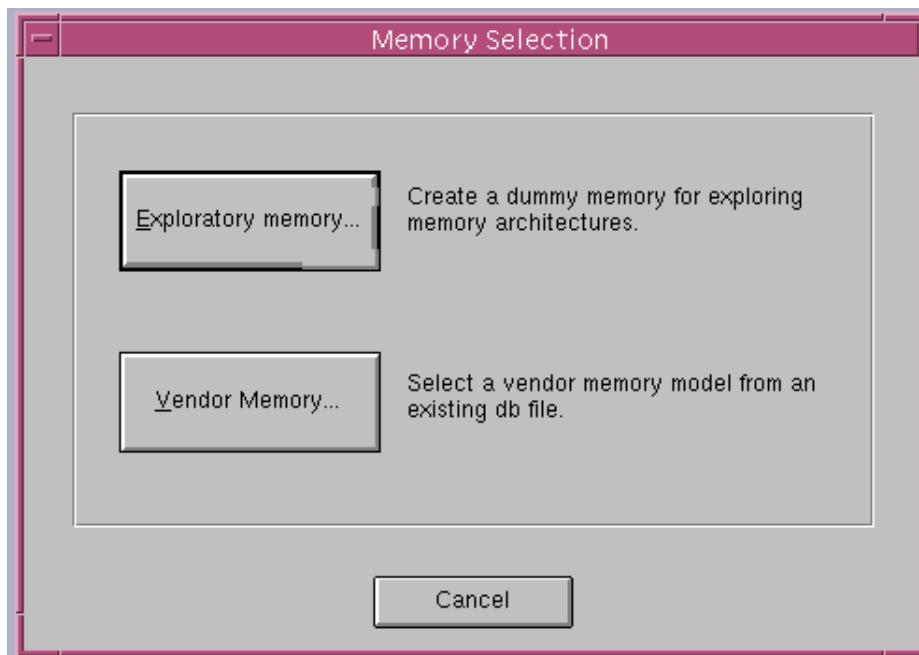 Memory Selection
Exploratory memory...
Create a dummy memory for exploring
memory architectures.
Vendor Memory...
Select a vendor memory model from an
existing db file.
Cancel